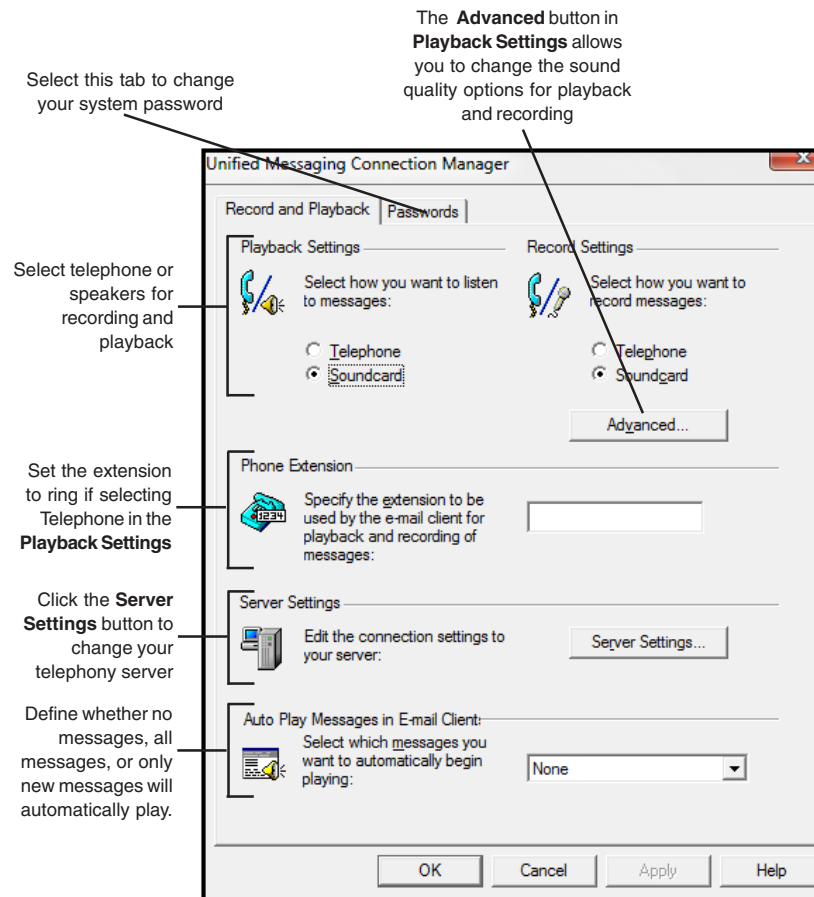 The Advanced button in
Playback Settings allows
you to change the sound
quality options for playback
and recording
Select this tab to change
your system password
Unified Messaging Connection Manager
x
Record and Playback
Passwords
Select telephone or
speakers for
recording and
playback
Playback Settings
Select how you want to listen
to messages:
Telephone
Soundcard
Record Settings
Select how you want to
record messages:
Telephone
Soundcard
Advanced...
Set the extension
to ring if selecting
Telephone in the
Playback Settings
Phone Extension
1234
Specify the extension to be
used by the e-mail client for
playback and recording of
messages:
Click the Server
Settings button to
change your
telephony server
Server Settings
Edit the connection settings to
your server:
Server Settings...
Define whether no
messages, all
messages, or only
new messages will
automatically play.
Auto Play Messages in E-mail Client
Select which messages you
want to automatically begin
playing:
None
OK
Cancel
Apply
Help